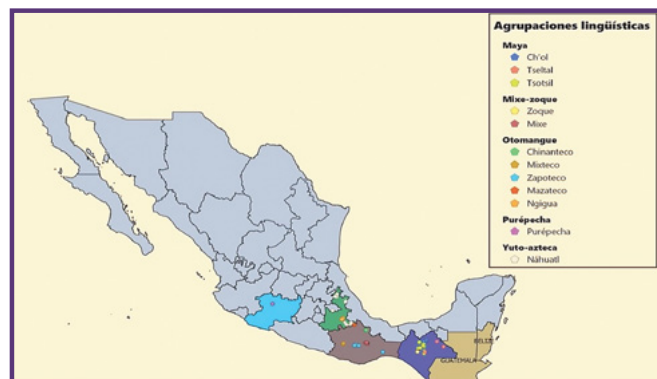 Agrupaciones lingüísticas
Maya
Ch'ol
Tseltal
Tsotsil
Mixe-zoque
Zoque
Mixe
Otomangue
Chinanteco
Mixteco
Zapoteco
Mazateco
Ngigua
Purépecha
Purépecha
Yuto-azteca
Náhuatl
BELIZE
GUATEMALA